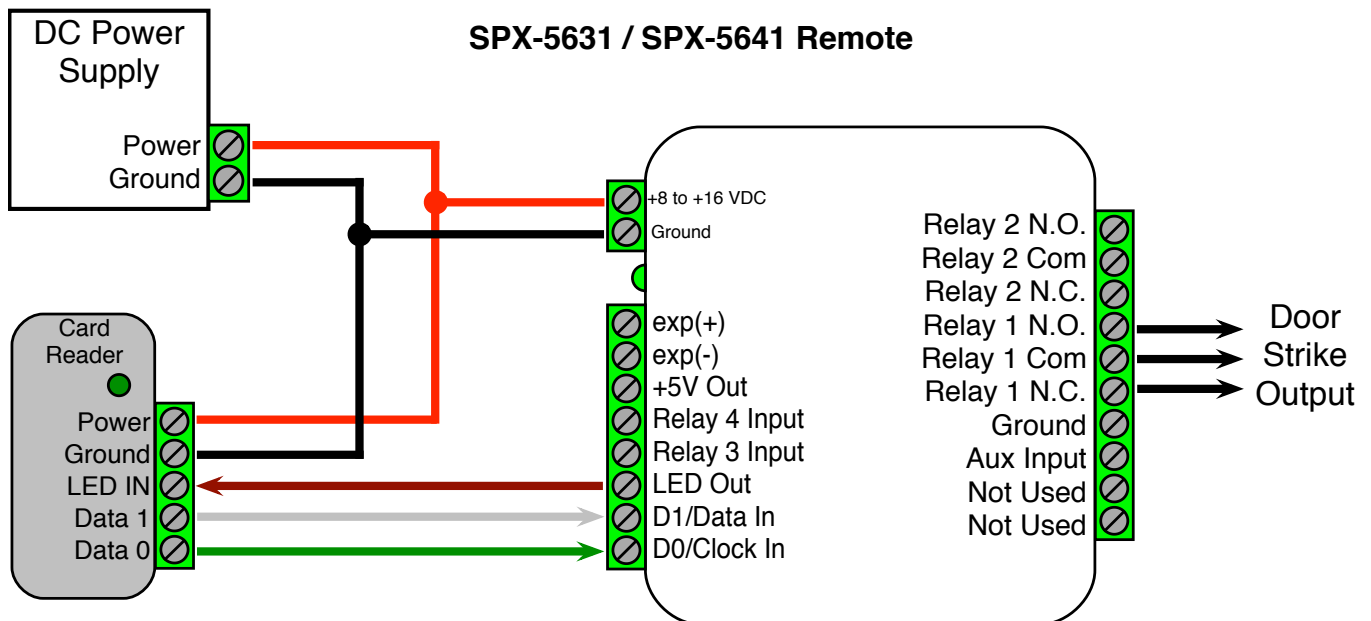 DC Power
Supply
Power
Ground
SPX-5631 / SPX-5641 Remote
+8 to +16 VDC
Ground
exp(+)
exp(-)
+5V Out
Relay 4 Input
Relay 3 Input
LED Out
D1/Data In
D0/Clock In
Relay 2 N.O.
Relay 2 Com
Relay 2 N.C.
Relay 1 N.O.
Relay 1 Com
Relay 1 N.C.
Ground
Aux Input
Not Used
Not Used
Door
Strike
Output
Card
Reader
Power
Ground
LED IN
Data 1
Data 0